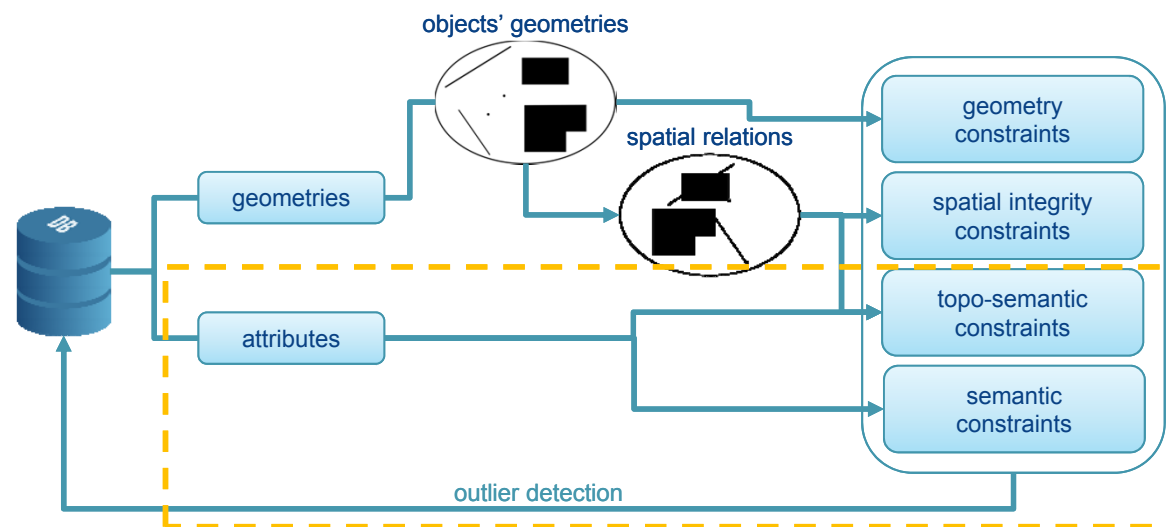 objects' geometries
geometry
constraints
spatial relations
geometries
spatial integrity
constraints
DB
topo-semantic
constraints
attributes
semantic
constraints
outlier detection